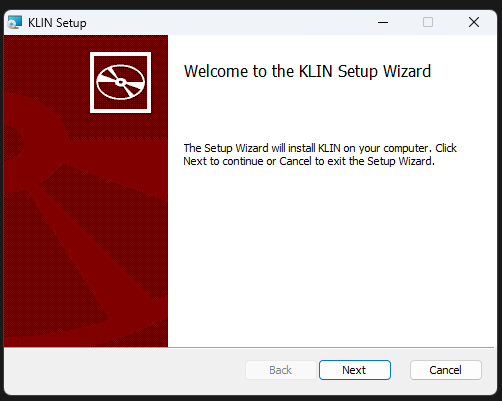 KLIN Setup
Welcome to the KLIN Setup Wizard
The Setup Wizard will install KLIN on your computer. Click
Next to continue or Cancel to exit the Setup Wizard.
Back
Next
Cancel